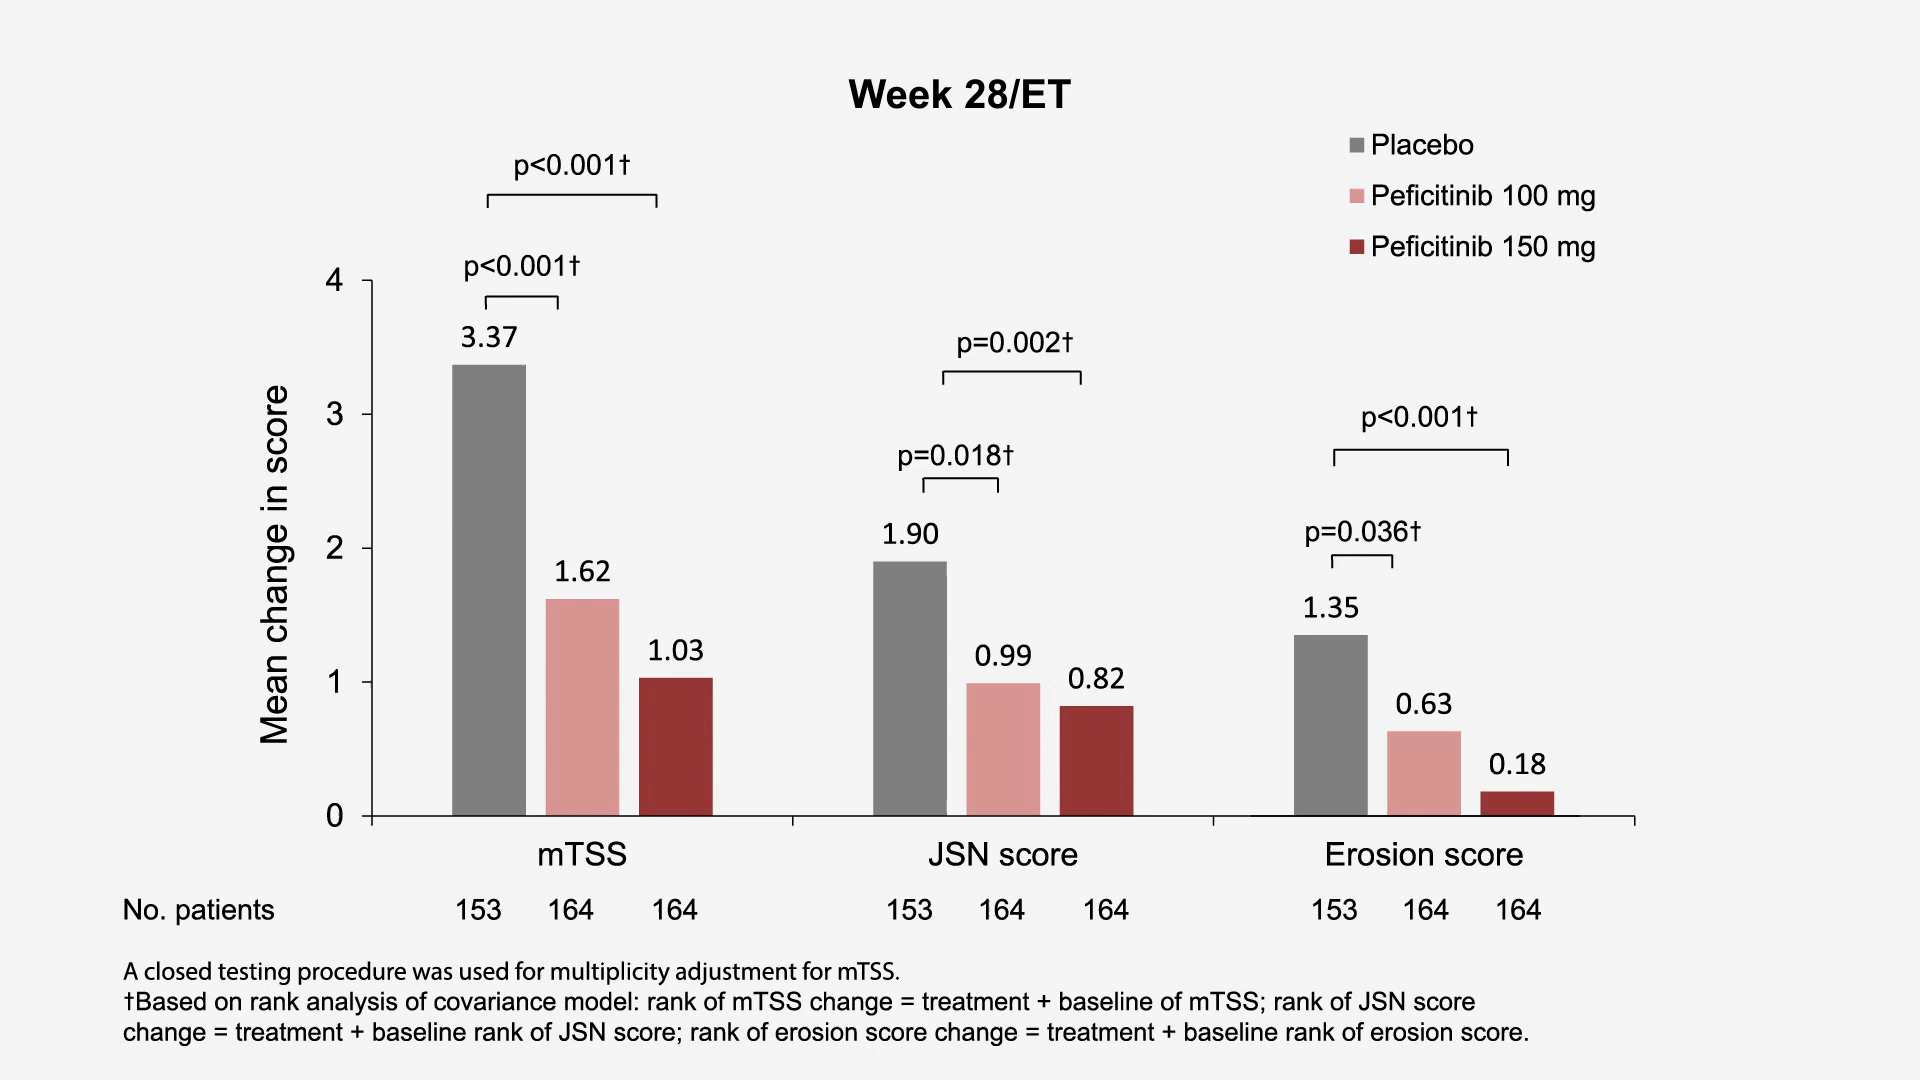 Week 28/ET
Placebo
Peficitinib 100 mg
Peficitinib 150 mg
p<0.001†
p<0.001†
p=0.002†
p=0.018†
p<0.001†
p=0.036†
Mean change in score
4
3
2
1
0
3.37
1.62
1.03
1.90
0.99
0.82
1.35
0.63
0.18
mTSS JSN score Erosion score
No. patients 153 164 164 153 164 164 153 164 164
A closed testing procedure was used for multiplicity adjustment for mTSS.
†Based on rank analysis of covariance model: rank of mTSS change = treatment + baseline of mTSS; rank of JSN score
change = treatment + baseline rank of JSN score; rank of erosion score change = treatment + baseline rank of erosion score.